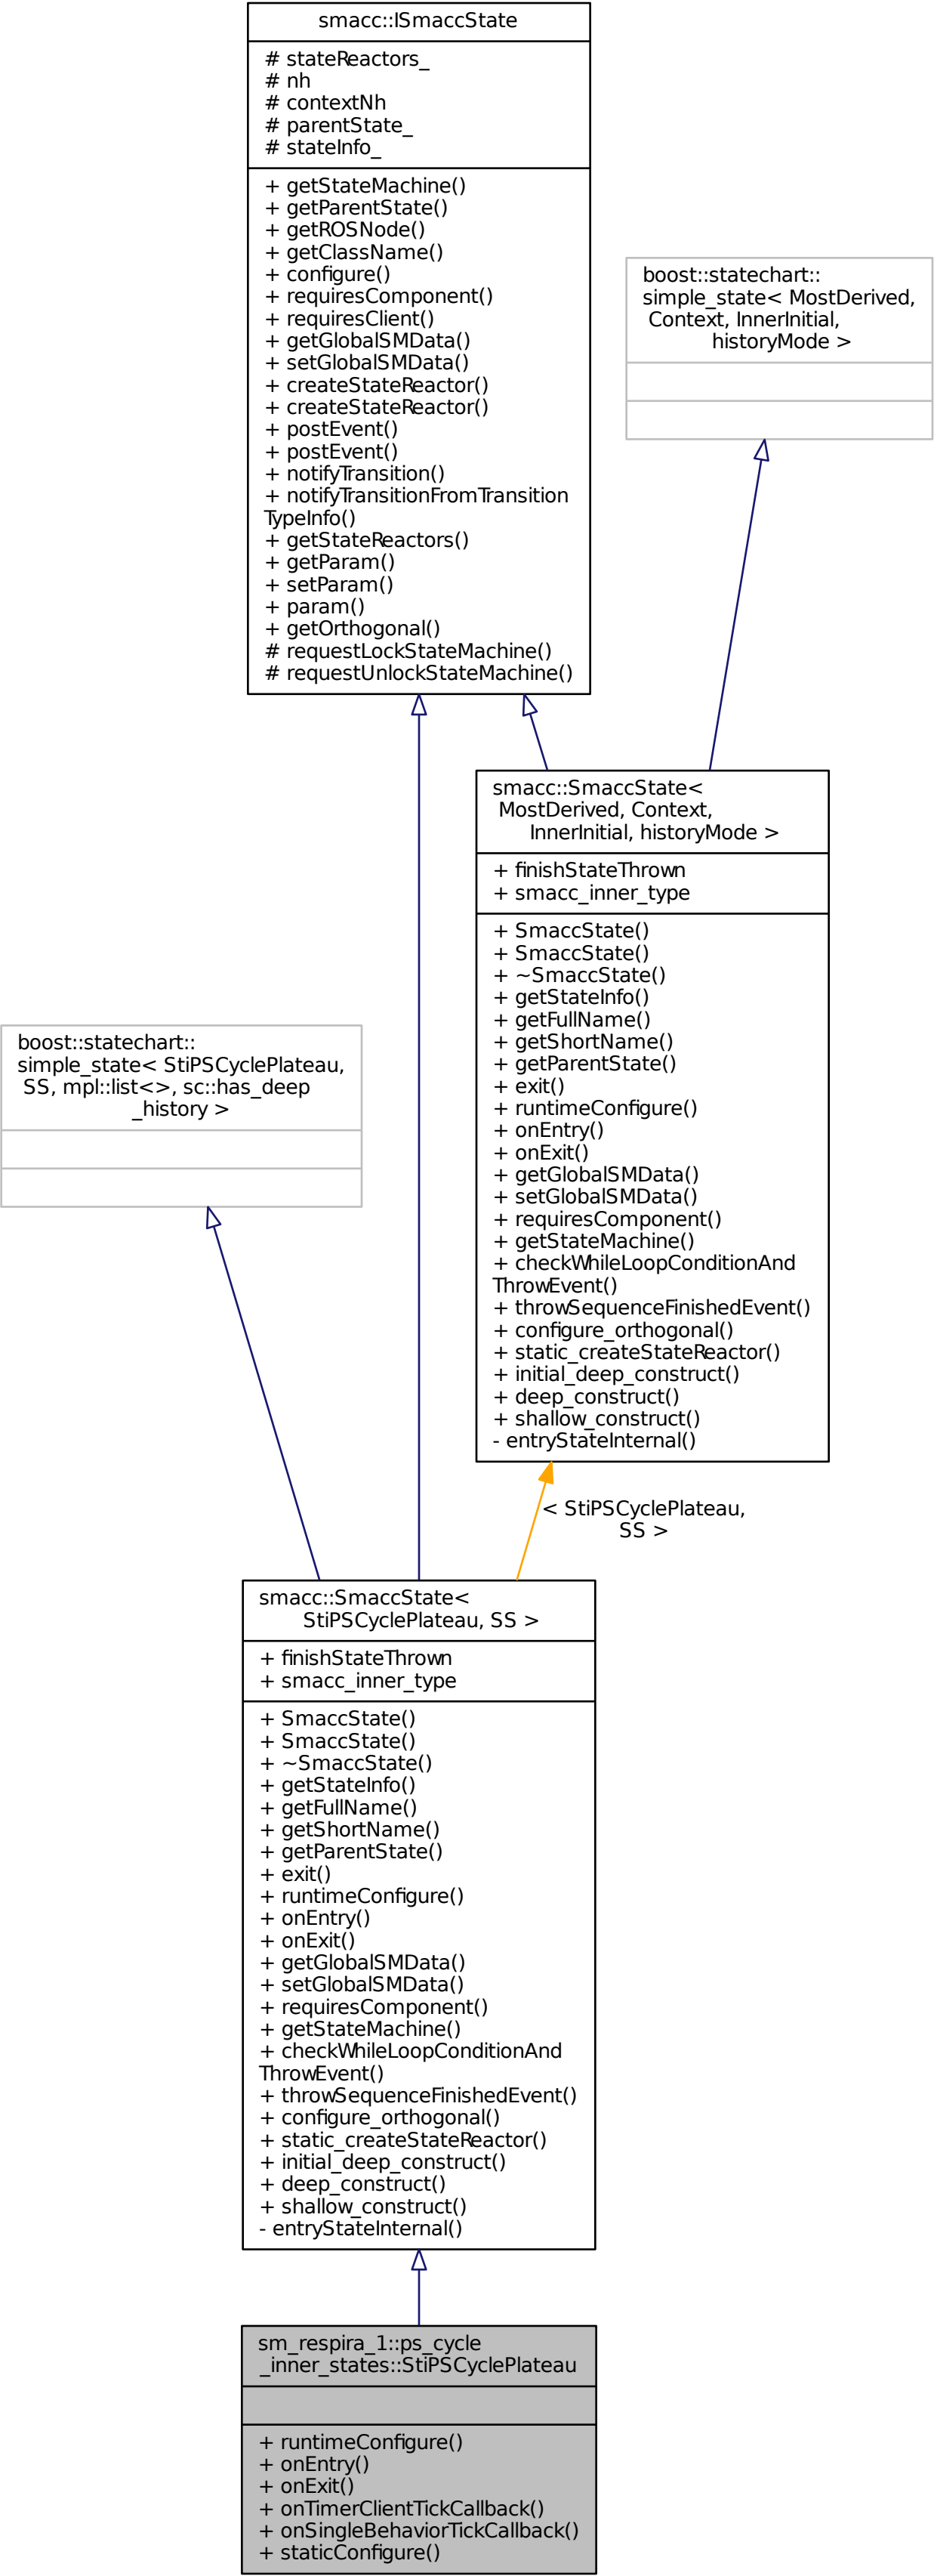 smacc::ISmaccState
# stateReactors_
# nh
# contextNh
# parentState_
# stateInfo_
+ getStateMachine()
+ getParentState()
+ getROSNode()
+ getClassName()
+ configure()
+ requiresComponent()
+ requiresClient()
+ getGlobalSMData()
+ setGlobalSMData()
+ createStateReactor()
+ createStateReactor()
+ postEvent()
+ postEvent()
+ notifyTransition()
+ notifyTransitionFromTransition
TypeInfo()
+ getStateReactors()
+ getParam()
+ setParam()
+ param()
+ getOrthogonal()
# requestLockStateMachine()
# requestUnlockStateMachine()
boost::statechart::
simple_state< MostDerived,
Context, InnerInitial,
historyMode >
smacc::SmaccState<
MostDerived, Context,
InnerInitial, historyMode >
+ finishStateThrown
+ smacc_inner_type
+ SmaccState()
+ SmaccState()
+ ~SmaccState()
+ getStateInfo()
+ getFullName()
+ getShortName()
+ getParentState()
+ exit()
+ runtimeConfigure()
+ onEntry()
+ onExit()
+ getGlobalSMData()
+ setGlobalSMData()
+ requiresComponent()
+ getStateMachine()
+ checkWhileLoopConditionAnd
ThrowEvent()
+ throwSequenceFinishedEvent()
+ configure_orthogonal()
+ static_createStateReactor()
+ initial_deep_construct()
+ deep_construct()
+ shallow_construct()
- entryStateInternal()
boost::statechart::
simple_state< StiPSCyclePlateau,
SS, mpl::list<>, sc::has_deep
_history >
< StiPSCyclePlateau,
SS >
smacc::SmaccState<
StiPSCyclePlateau, SS >
+ finishStateThrown
+ smacc_inner_type
+ SmaccState()
+ SmaccState()
+ ~SmaccState()
+ getStateInfo()
+ getFullName()
+ getShortName()
+ getParentState()
+ exit()
+ runtimeConfigure()
+ onEntry()
+ onExit()
+ getGlobalSMData()
+ setGlobalSMData()
+ requiresComponent()
+ getStateMachine()
+ checkWhileLoopConditionAnd
ThrowEvent()
+ throwSequenceFinishedEvent()
+ configure_orthogonal()
+ static_createStateReactor()
+ initial_deep_construct()
+ deep_construct()
+ shallow_construct()
- entryStateInternal()
sm_respira_1::ps_cycle
_inner_states::StiPSCyclePlateau
+ runtimeConfigure()
+ onEntry()
+ onExit()
+ onTimerClientTickCallback()
+ onSingleBehaviorTickCallback()
+ staticConfigure()